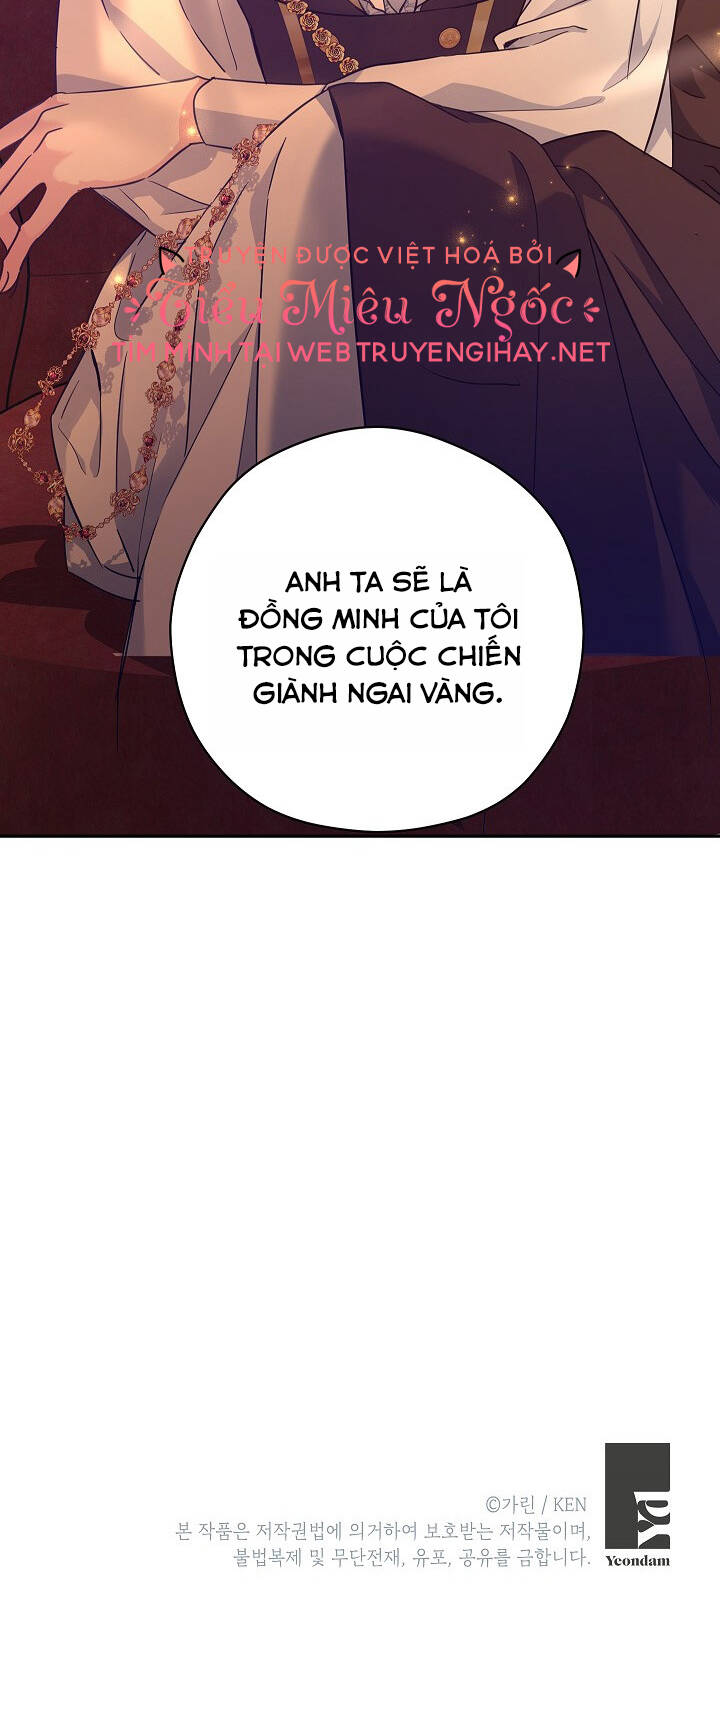 TRUYỆN ĐƯỢC VIỆT HOÁ BỞI
Tiểu Miêu Ngốc
TIM MINH TẠI WEB TRUYENGIHAY.NET
ANH TA SẼ LÀ
ĐỒNG MINH CỦA TÔI
TRONG CUỘC CHIẾN
GIÀNH NGAI VÀNG.
©가린 / KEN
본 작품은 저작권법에 의거하여 보호받는 저작물이며,
불법복제 및 무단전재, 유포, 공유를 금합니다.
Ya
Yeondam